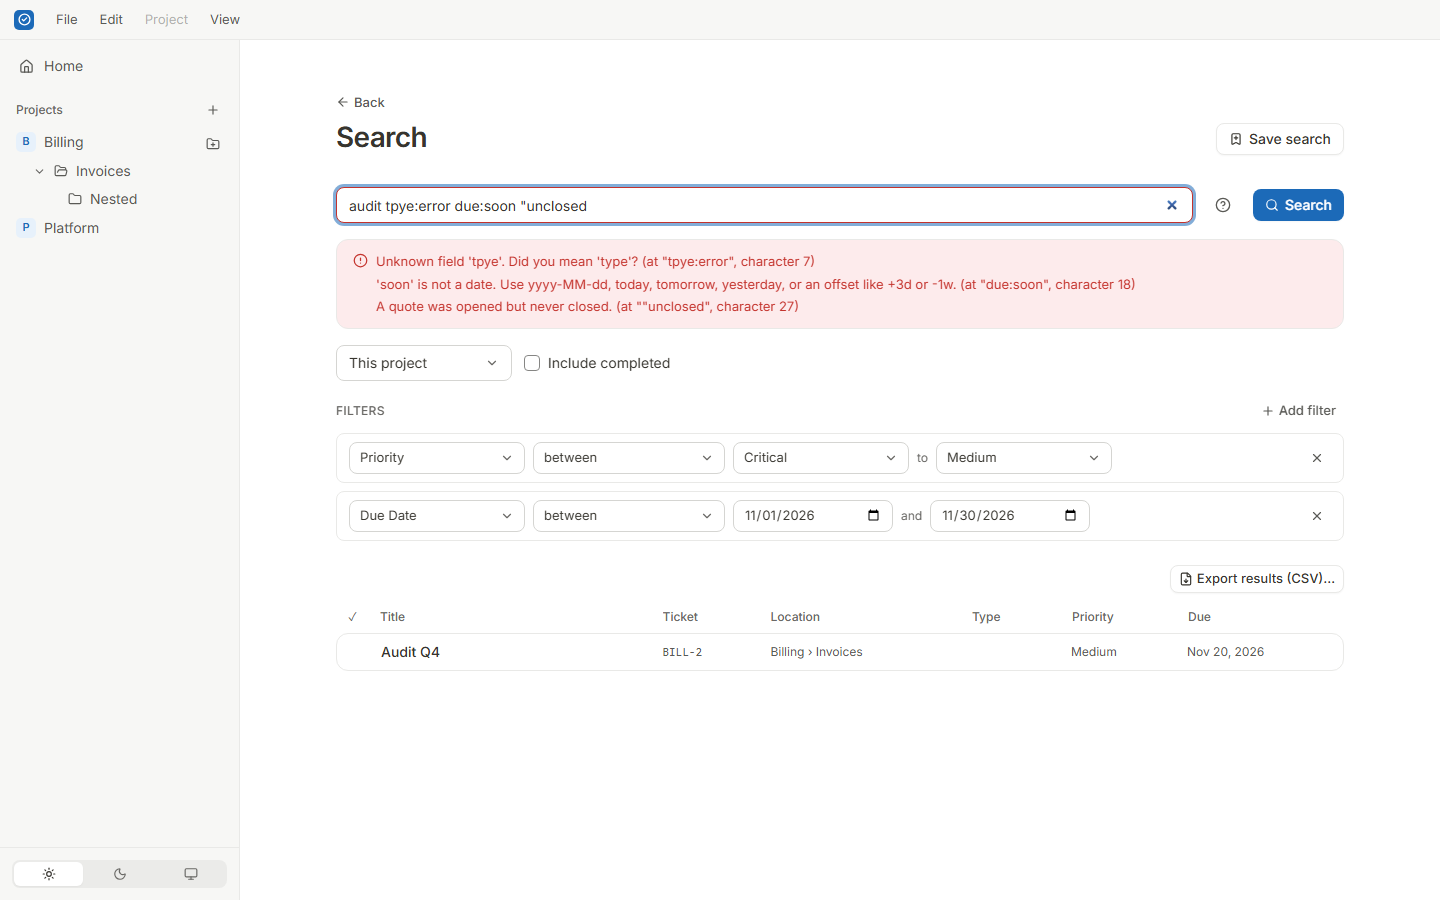 File Edit Project View
Home
Projects
B Billing
Invoices
Nested
P Platform
Back
Search
Save search
audit tpye:error due:soon "unclosed
Search
Unknown field 'tpye'. Did you mean 'type'? (at "tpye:error", character 7)
'soon' is not a date. Use yyyy-MM-dd, today, tomorrow, yesterday, or an offset like +3d or -1w. (at "due:soon", character 18)
A quote was opened but never closed. (at ""unclosed", character 27)
This project
Include completed
FILTERS
Add filter
Priority between Critical to Medium
Due Date between 11/01/2026 and 11/30/2026
Export results (CSV)...
✓ Title Ticket Location Type Priority Due
Audit Q4 BILL-2 Billing › Invoices Medium Nov 20, 2026